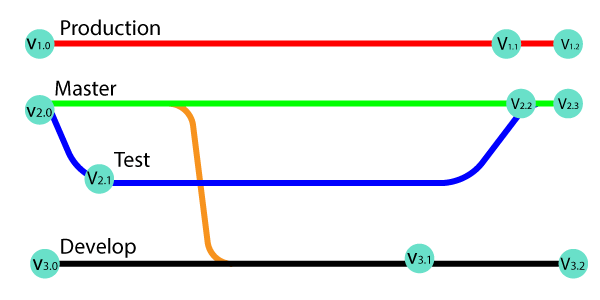 Production
V1.0
V1.1
V1.2
Master
V2.0
V2.2
V2.3
Test
V2.1
Develop
V3.0
V3.1
V3.2